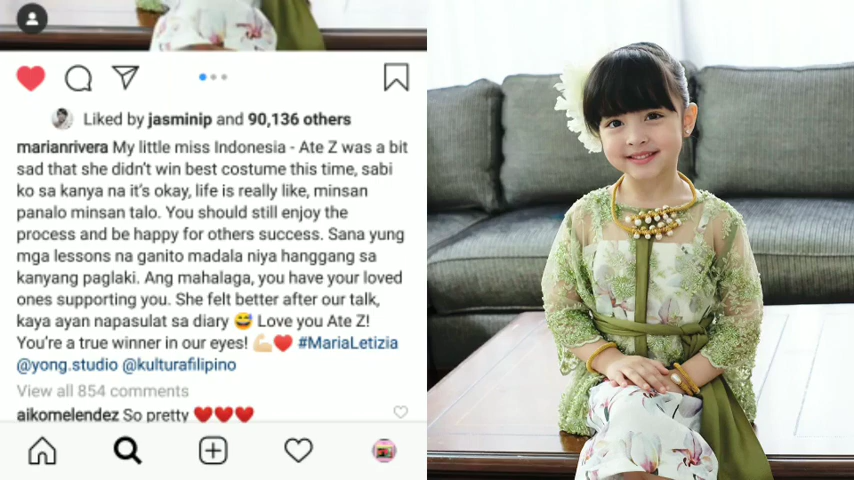 Liked by jasminip and 90,136 others
marianrivera My little miss Indonesia - Ate Z was a bit
sad that she didn't win best costume this time, sabi
ko sa kanya na it's okay, life is really like, minsan
panalo minsan talo. You should still enjoy the
process and be happy for others success. Sana yung
mga lessons na ganito madala niya hanggang sa
kanyang paglaki. Ang mahalaga, you have your loved
ones supporting you. She felt better after our talk,
kaya ayan napasulat sa diary 😅 Love you Ate Z!
You're a true winner in our eyes! 💪🏻❤️ #MariaLetizia
@yong.studio @kulturafilipino
View all 854 comments
aikomelendez So pretty ❤️❤️❤️